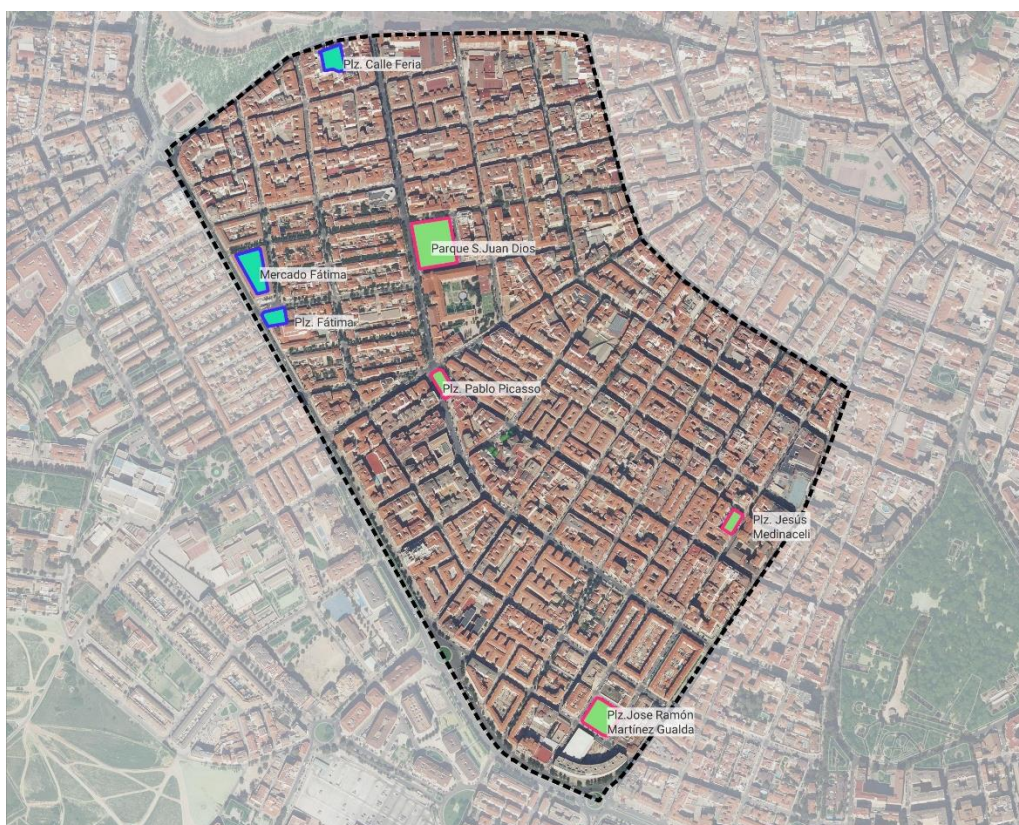 Plz. Calle Feria
Parque S.Juan Dios
Mercado Fátima
Plz. Fátima
Plz. Pablo Picasso
Plz. Jesús
Medinaceli
Plz.Jose Ramón
Martínez Gualda